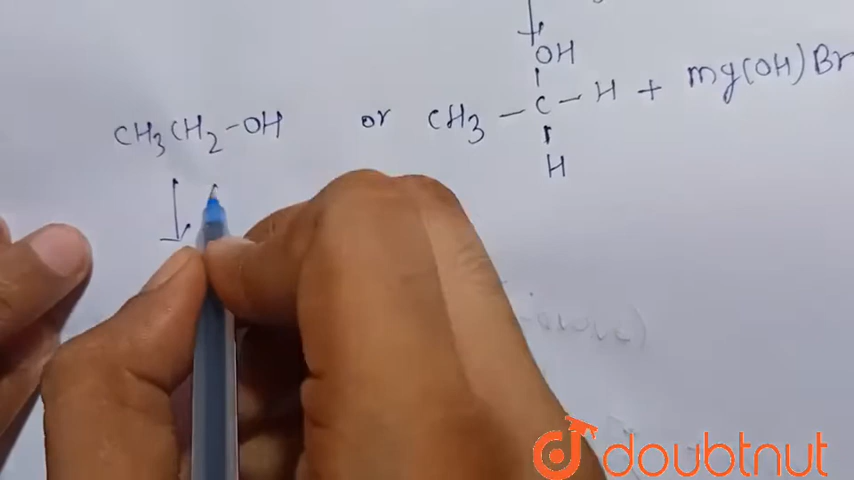 OH
CH3CH2-OH or CH3 - C - H + mg(OH)Br
H
doubtnut